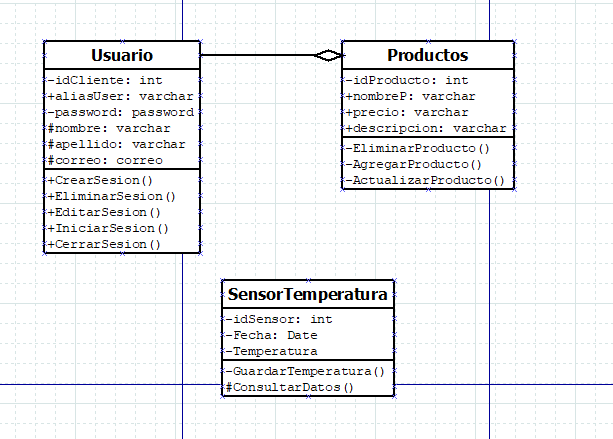 Usuario
-idCliente: int
+aliasUser: varchar
-password: password
#nombre: varchar
#apellido: varchar
#correo: correo
+CrearSesion()
+EliminarSesion()
+EditarSesion()
+IniciarSesion()
+CerrarSesion()
Productos
-idProducto: int
+nombreP: varchar
+precio: varchar
+descripcion: varchar
-EliminarProducto()
-AgregarProducto()
-ActualizarProducto()
SensorTemperatura
-idSensor: int
-Fecha: Date
-Temperatura
-GuardarTemperatura()
#ConsultarDatos()